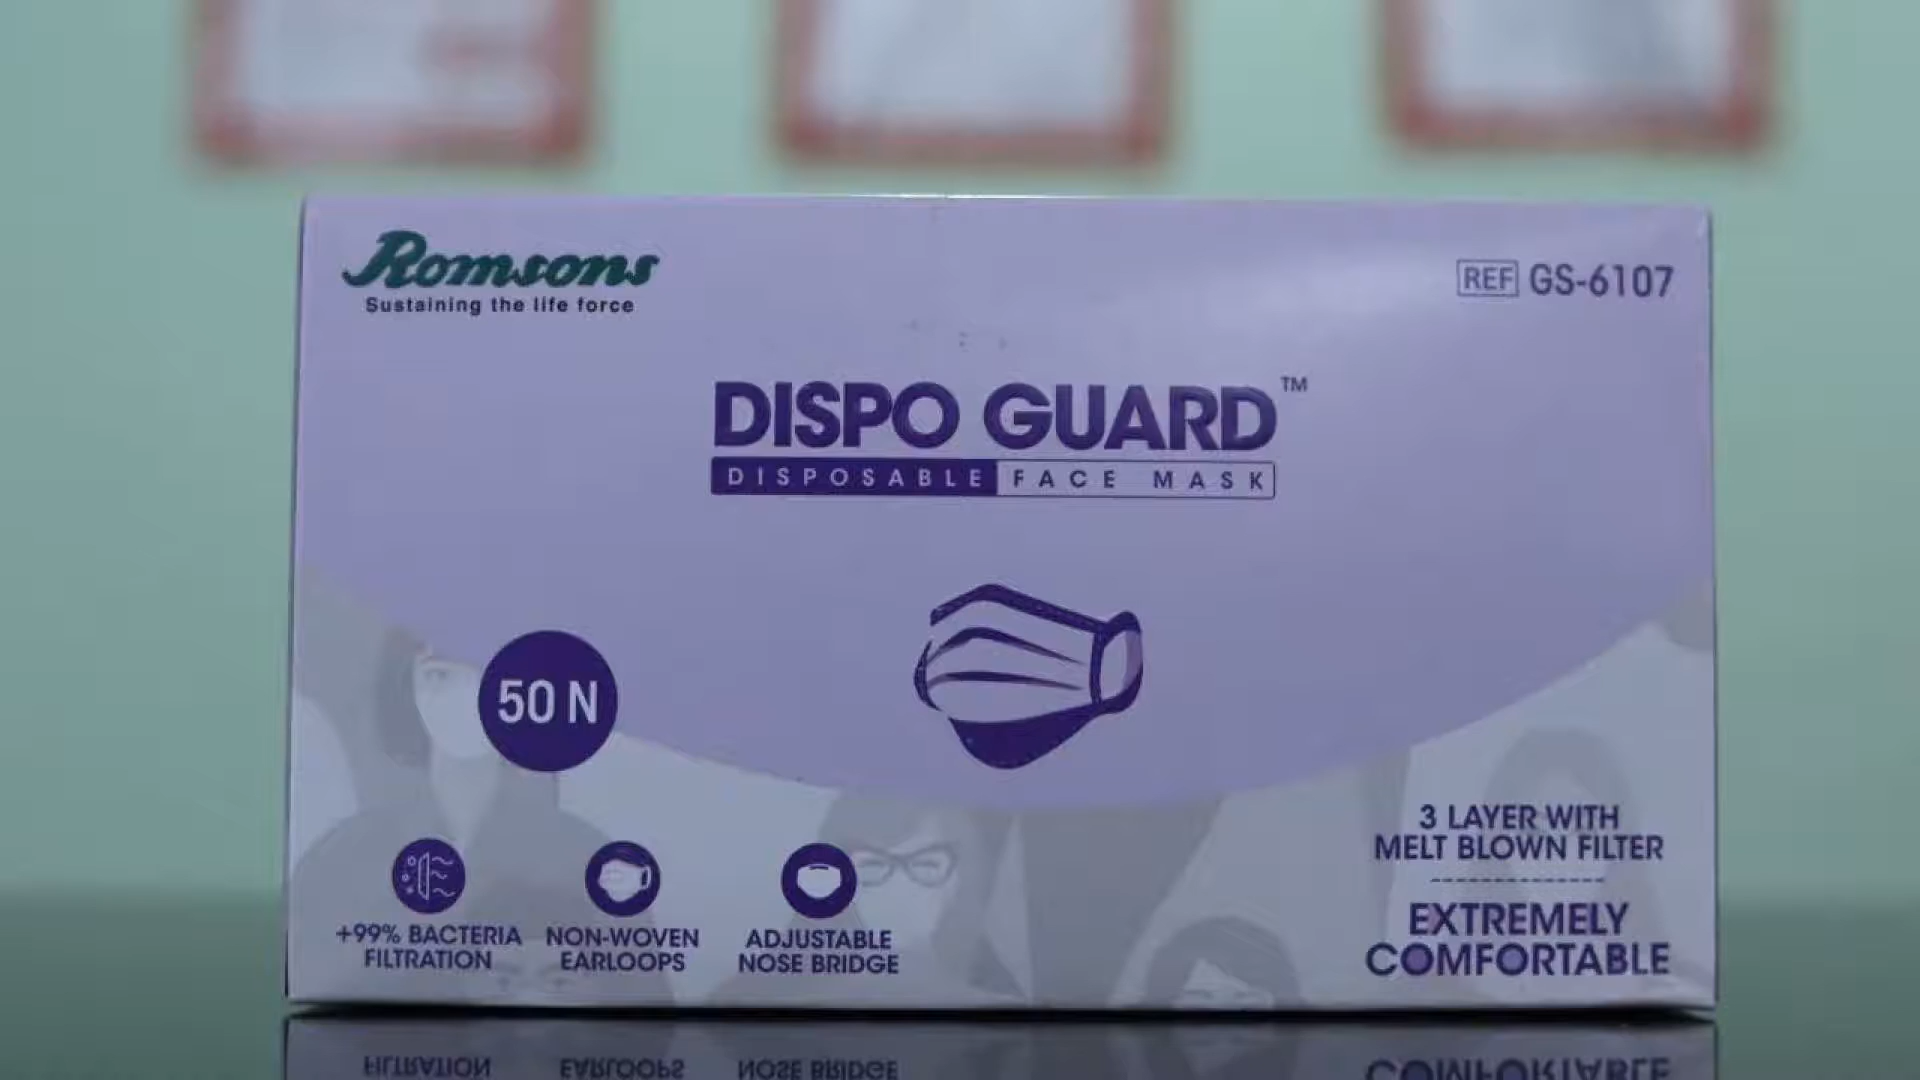 Romsons
Sustaining the life force
REF GS-6107
DISPO GUARD™
DISPOSABLE FACE MASK
50 N
+99% BACTERIA
FILTRATION
NON-WOVEN
EARLOOPS
ADJUSTABLE
NOSE BRIDGE
3 LAYER WITH
MELT BLOWN FILTER
EXTREMELY
COMFORTABLE